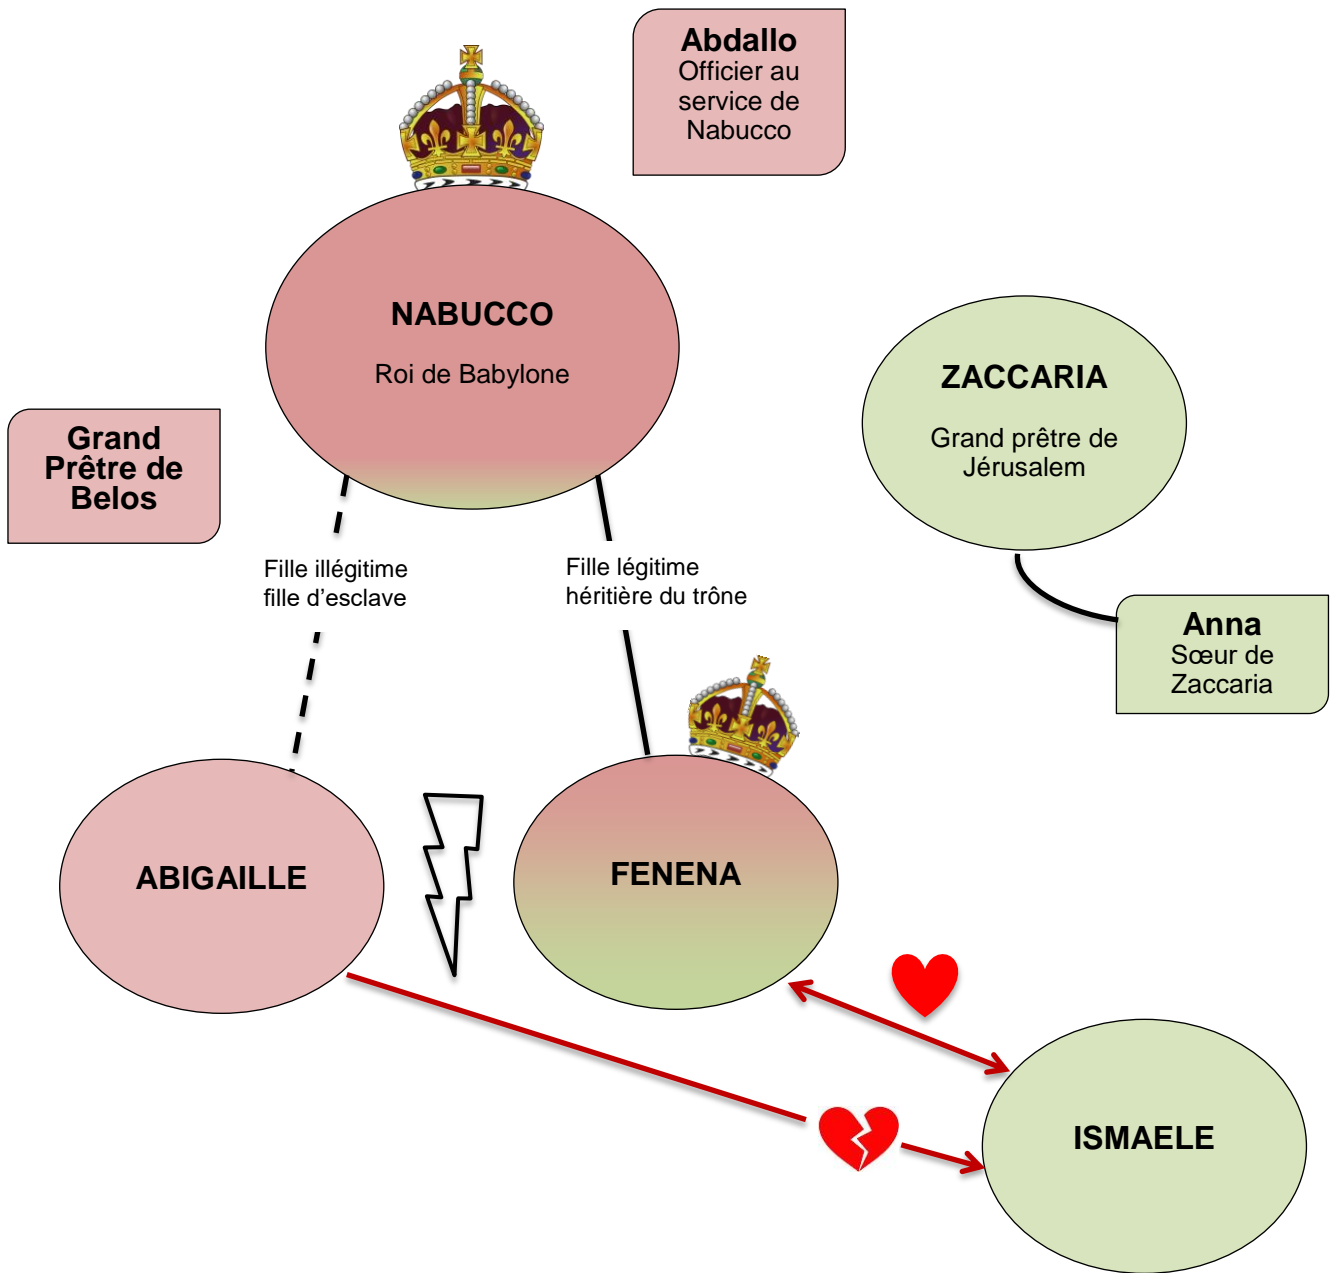 Abdallo
Officier au
service de
Nabucco
NABUCCO
Roi de Babylone
ZACCARIA
Grand prêtre de
Jérusalem
Grand
Prêtre de
Belos
Fille illégitime
fille d’esclave
Fille légitime
héritière du trône
Anna
Sœur de
Zaccaria
ABIGAILLE
FENENA
ISMAELE